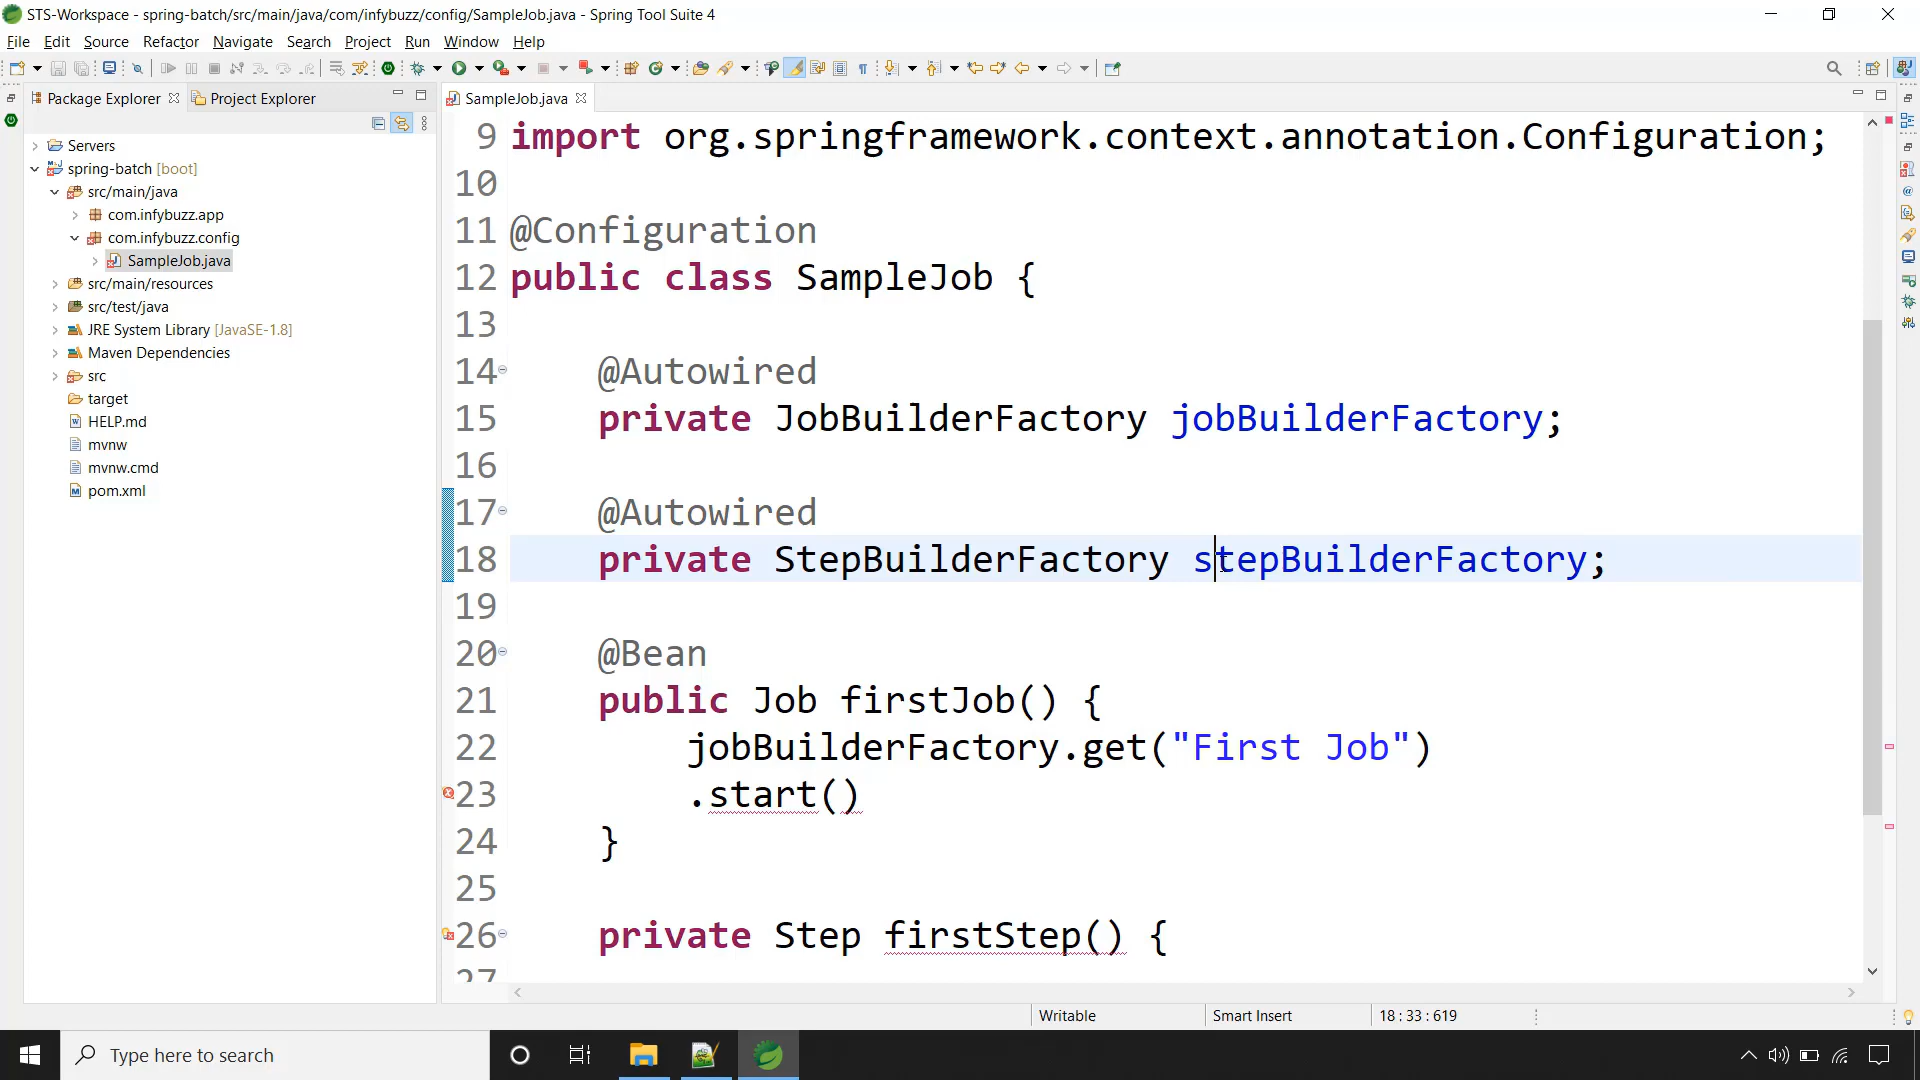 STS-Workspace - spring-batch/src/main/java/com/infybuzz/config/SampleJob.java - Spring Tool Suite 4
File Edit Source Refactor Navigate Search Project Run Window Help
Package Explorer Project Explorer
Servers
spring-batch [boot]
src/main/java
com.infybuzz.app
com.infybuzz.config
SampleJob.java
src/main/resources
src/test/java
JRE System Library [JavaSE-1.8]
Maven Dependencies
src
target
HELP.md
mvnw
mvnw.cmd
pom.xml
SampleJob.java
9 import org.springframework.context.annotation.Configuration;
10
11 @Configuration
12 public class SampleJob {
13
14 @Autowired
15 private JobBuilderFactory jobBuilderFactory;
16
17 @Autowired
18 private StepBuilderFactory stepBuilderFactory;
19
20 @Bean
21 public Job firstJob() {
22 jobBuilderFactory.get("First Job")
23 .start()
24 }
25
26 private Step firstStep() {
27
Writable Smart Insert 18 : 33 : 619
Type here to search